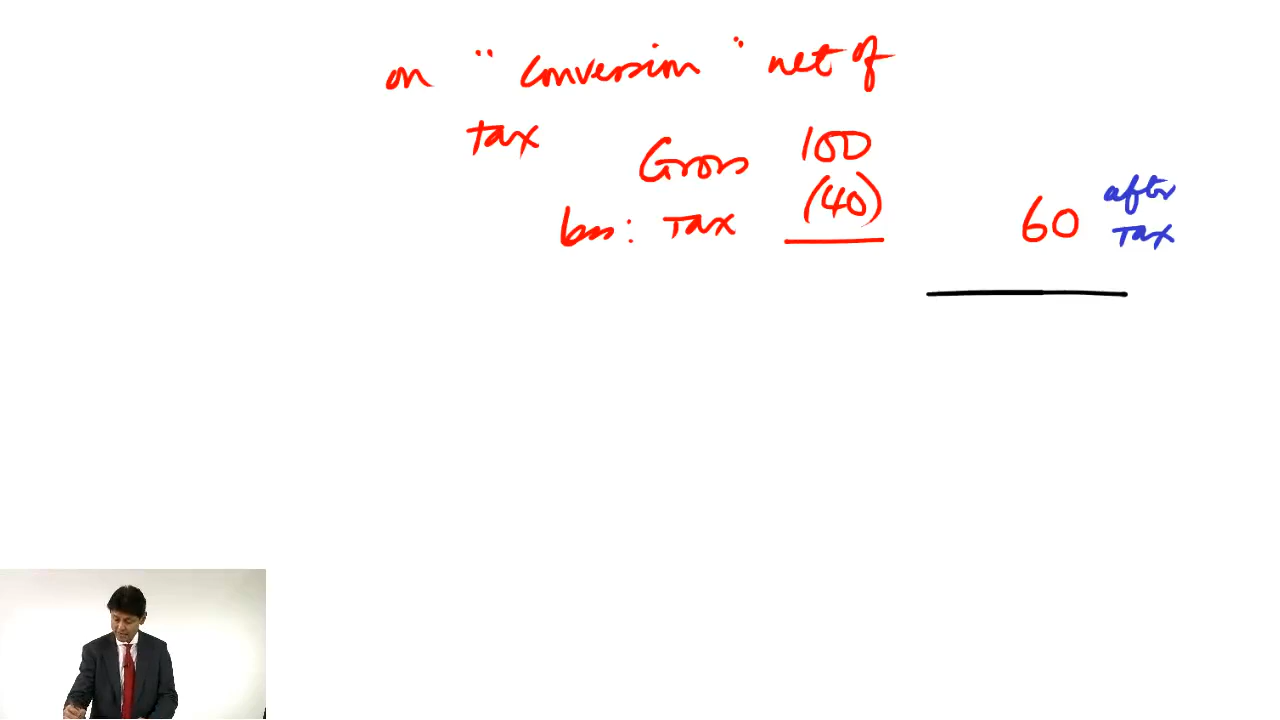 on "conversion" net of
tax
Gross 100
less: Tax (40) 60 after
Tax